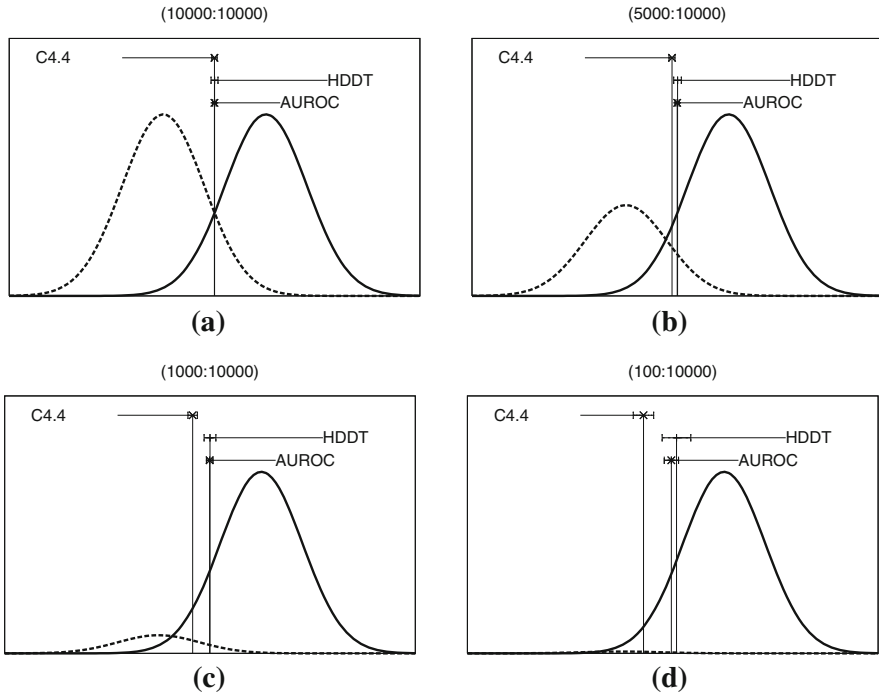 (10000:10000)
(5000:10000)
C4.4
HDDT
AUROC
C4.4
HDDT
AUROC
(a)
(b)
(1000:10000)
(100:10000)
C4.4
HDDT
AUROC
C4.4
HDDT
AUROC
(c)
(d)